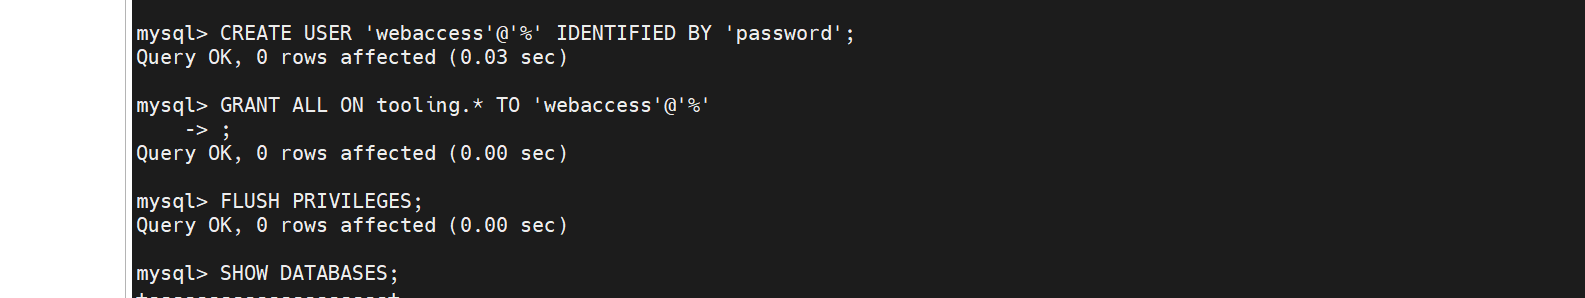 mysql> CREATE USER 'webaccess'@'%' IDENTIFIED BY 'password';
Query OK, 0 rows affected (0.03 sec)
mysql> GRANT ALL ON tooling.* TO 'webaccess'@'%'
    -> ;
Query OK, 0 rows affected (0.00 sec)
mysql> FLUSH PRIVILEGES;
Query OK, 0 rows affected (0.00 sec)
mysql> SHOW DATABASES;